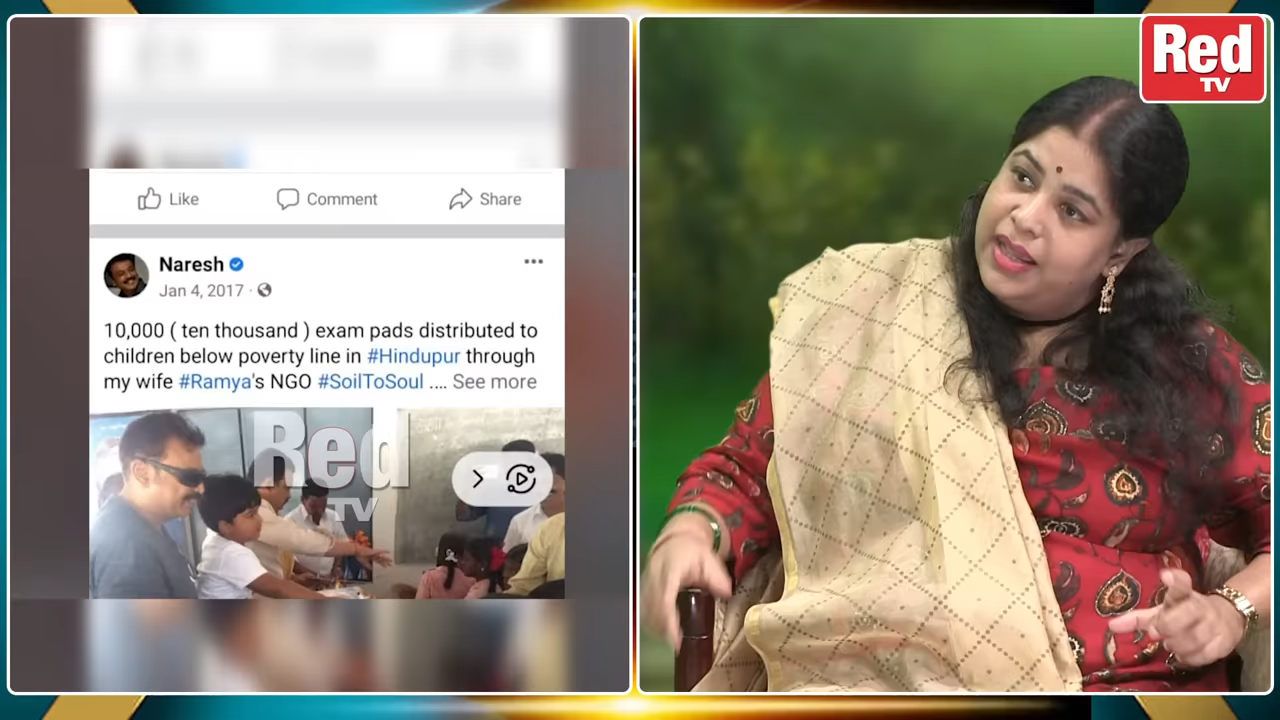 Like
Comment
Share
Naresh
Jan 4, 2017 ·
10,000 ( ten thousand ) exam pads distributed to
children below poverty line in #Hindupur through
my wife #Ramya's NGO #SoilToSoul .... See more
Red
TV
Red
TV